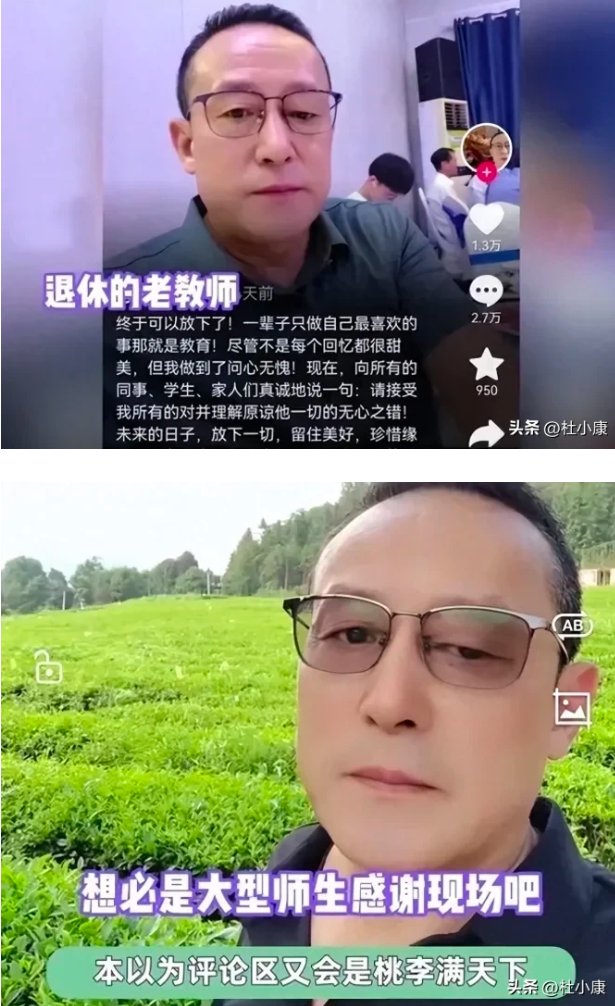 1.3万
退休的老教师
天前
2.7万
终于可以放下了！一辈子只做自己最喜欢的
事那就是教育！尽管不是每个回忆都很甜
美，但我做到了问心无愧！现在，向所有的
同事、学生、家人们真诚地说一句：请接受
我所有的对并理解原谅他一切的无心之错！
未来的日子，放下一切，留住美好，珍惜缘
950
头条 @杜小康
AB
想必是大型师生感谢现场吧
本以为评论区又会是桃李满天下
头条 @杜小康